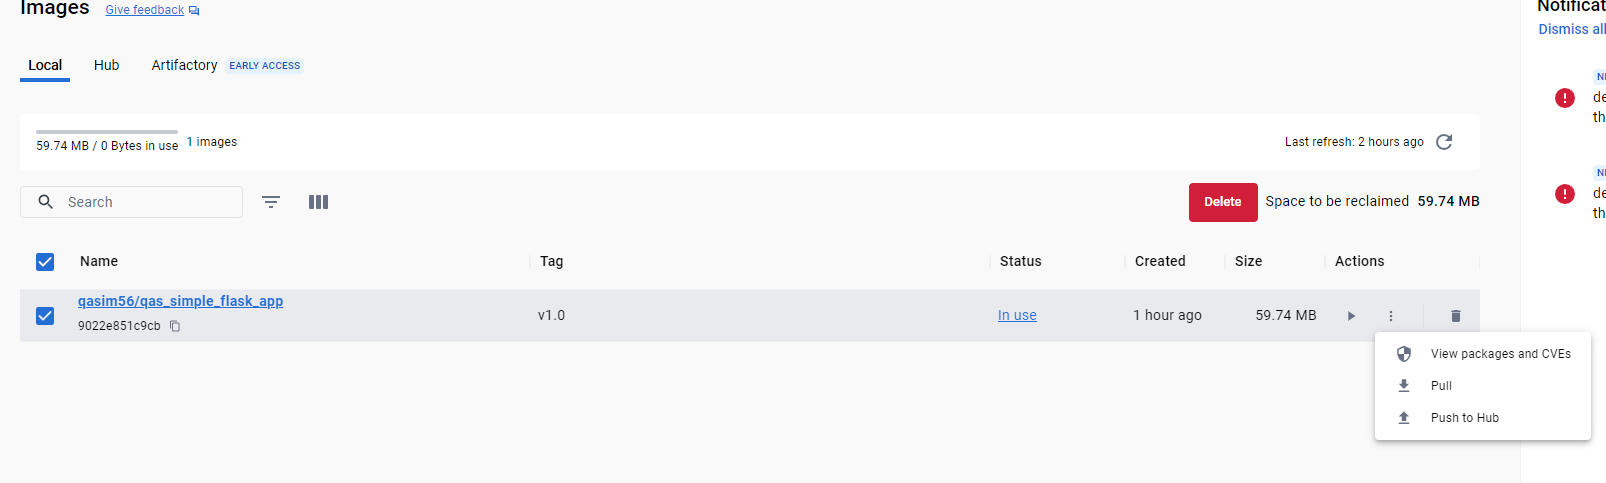 Images Give feedback
Notificat
Dismiss all
Local Hub Artifactory EARLY ACCESS
59.74 MB / 0 Bytes in use 1 images
Last refresh: 2 hours ago
Search
Delete Space to be reclaimed 59.74 MB
Name Tag Status Created Size Actions
qasim56/qas_simple_flask_app
9022e851c9cb
v1.0 In use 1 hour ago 59.74 MB
View packages and CVEs
Pull
Push to Hub
NE
de
th
NE
de
th